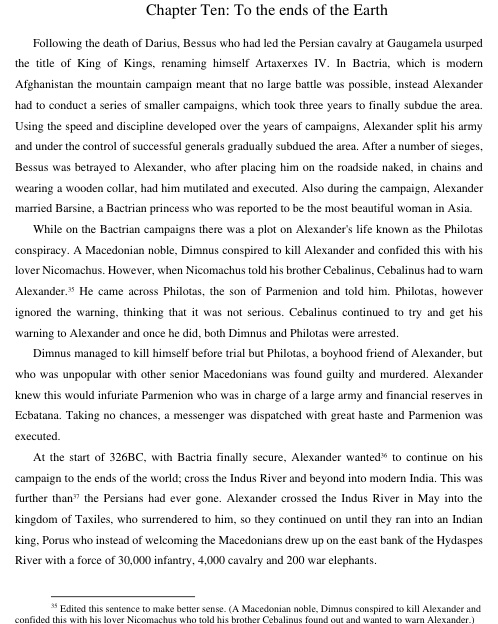 Chapter Ten: To the ends of the Earth
Following the death of Darius, Bessus who had led the Persian cavalry at Gaugamela usurped
the title of King of Kings, renaming himself Artaxerxes IV. In Bactria, which is modern
Afghanistan the mountain campaign meant that no large battle was possible, instead Alexander
had to conduct a series of smaller campaigns, which took three years to finally subdue the area.
Using the speed and discipline developed over the years of campaigns, Alexander split his army
and under the control of successful generals gradually subdued the area. After a number of sieges,
Bessus was betrayed to Alexander, who after placing him on the roadside naked, in chains and
wearing a wooden collar, had him mutilated and executed. Also during the campaign, Alexander
married Barsine, a Bactrian princess who was reported to be the most beautiful woman in Asia.
While on the Bactrian campaigns there was a plot on Alexander's life known as the Philotas
conspiracy. A Macedonian noble, Dimnus conspired to kill Alexander and confided this with his
lover Nicomachus. However, when Nicomachus told his brother Cebalinus, Cebalinus had to warn
Alexander.35 He came across Philotas, the son of Parmenion and told him. Philotas, however
ignored the warning, thinking that it was not serious. Cebalinus continued to try and get his
warning to Alexander and once he did, both Dimnus and Philotas were arrested.
Dimnus managed to kill himself before trial but Philotas, a boyhood friend of Alexander, but
who was unpopular with other senior Macedonians was found guilty and murdered. Alexander
knew this would infuriate Parmenion who was in charge of a large army and financial reserves in
Ecbatana. Taking no chances, a messenger was dispatched with great haste and Parmenion was
executed.
At the start of 326BC, with Bactria finally secure, Alexander wanted36 to continue on his
campaign to the ends of the world; cross the Indus River and beyond into modern India. This was
further than37 the Persians had ever gone. Alexander crossed the Indus River in May into the
kingdom of Taxiles, who surrendered to him, so they continued on until they ran into an Indian
king, Porus who instead of welcoming the Macedonians drew up on the east bank of the Hydaspes
River with a force of 30,000 infantry, 4,000 cavalry and 200 war elephants.
35 Edited this sentence to make better sense. (A Macedonian noble, Dimnus conspired to kill Alexander and
confided this with his lover Nicomachus who told his brother Cebalinus found out and wanted to warn Alexander.)